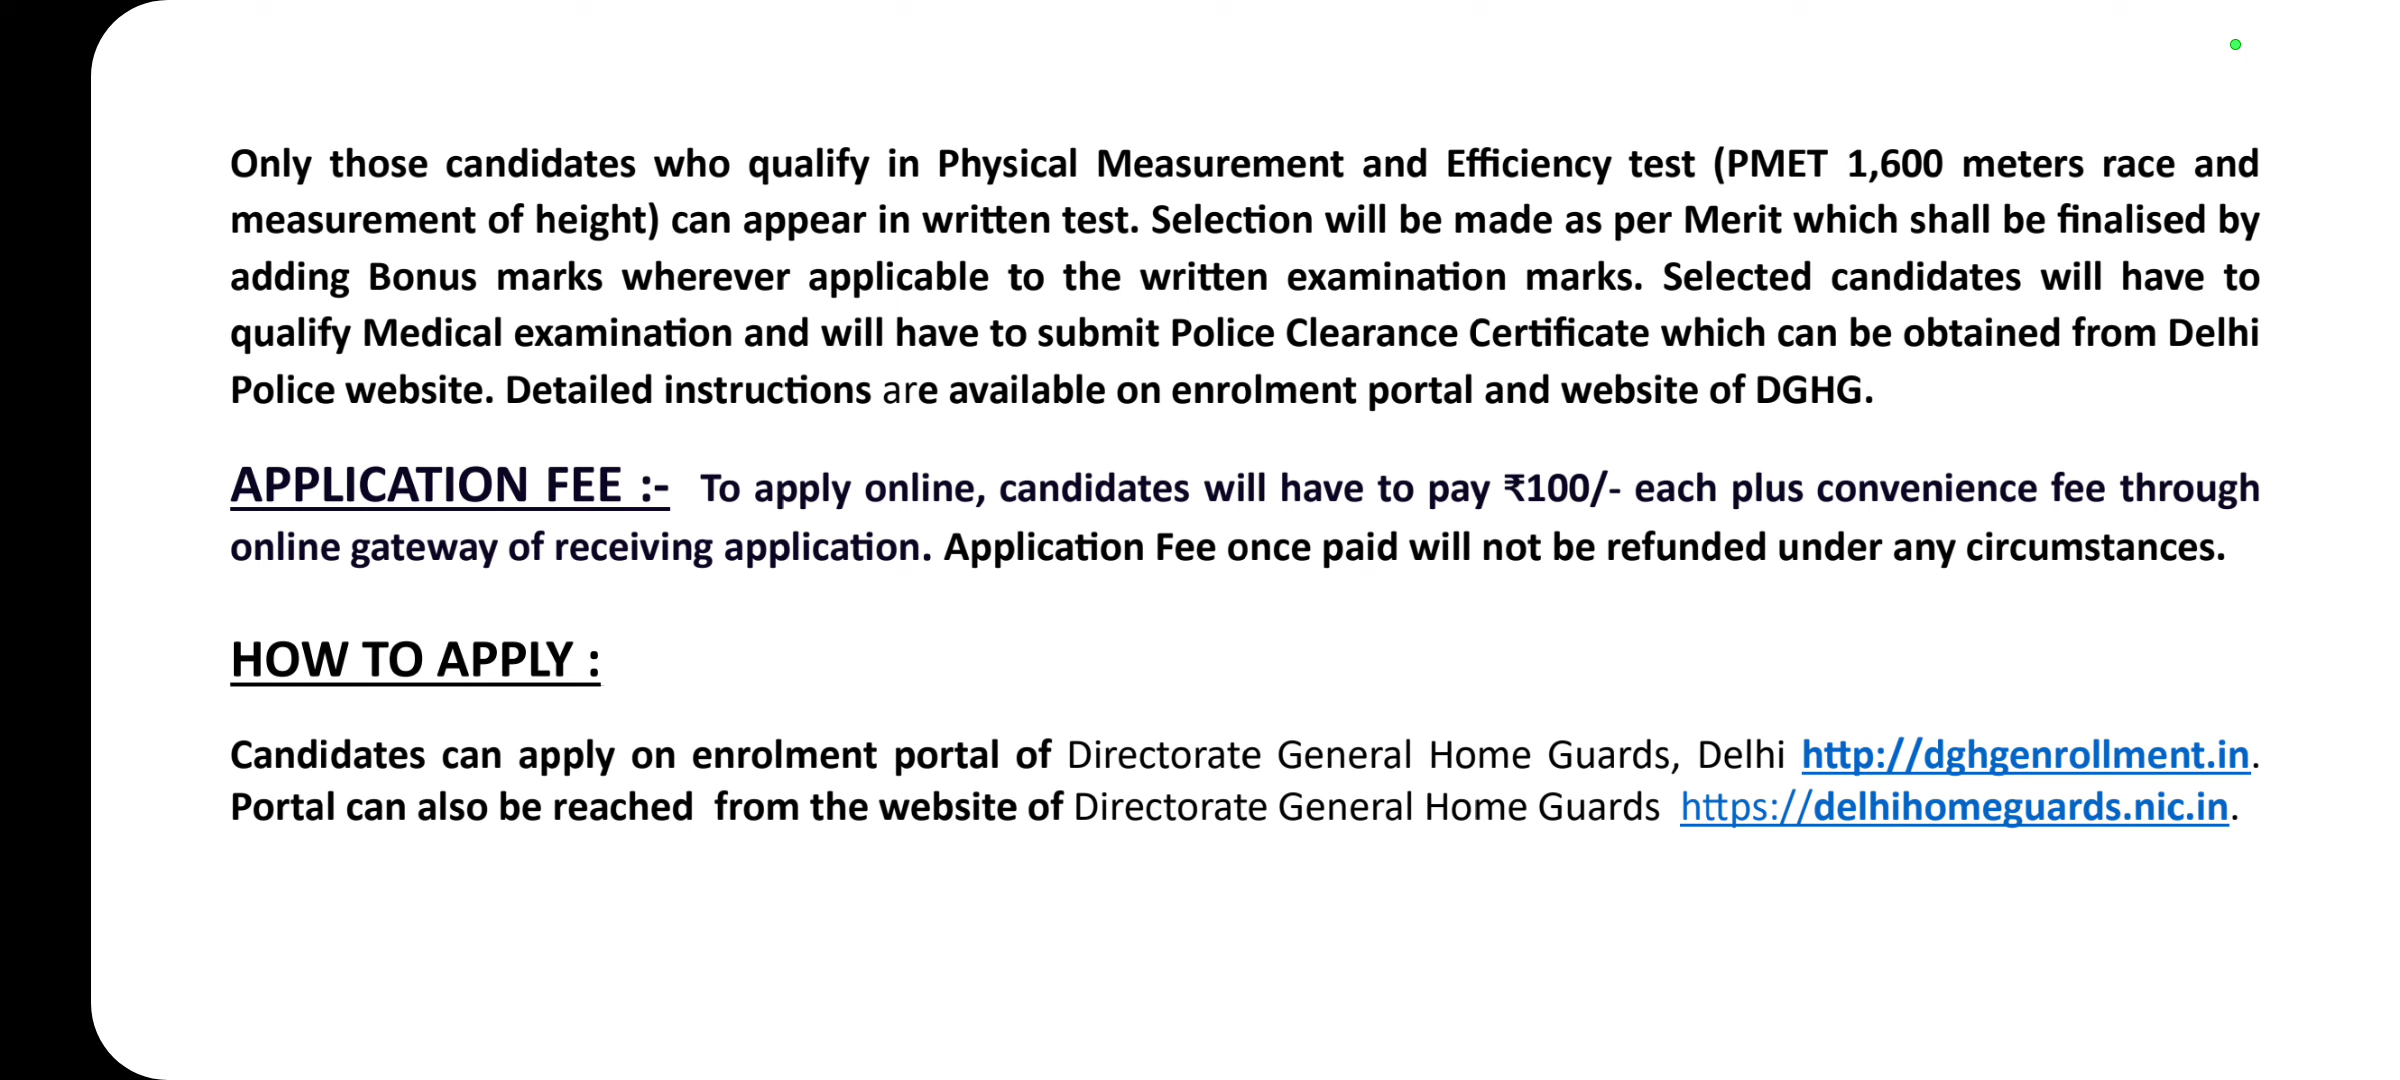 Only those candidates who qualify in Physical Measurement and Efficiency test (PMET 1,600 meters race and
measurement of height) can appear in written test. Selection will be made as per Merit which shall be finalised by
adding Bonus marks wherever applicable to the written examination marks. Selected candidates will have to
qualify Medical examination and will have to submit Police Clearance Certificate which can be obtained from Delhi
Police website. Detailed instructions are available on enrolment portal and website of DGHG.
APPLICATION FEE :- To apply online, candidates will have to pay ₹100/- each plus convenience fee through
online gateway of receiving application. Application Fee once paid will not be refunded under any circumstances.
HOW TO APPLY :
Candidates can apply on enrolment portal of Directorate General Home Guards, Delhi http://dghgenrollment.in.
Portal can also be reached from the website of Directorate General Home Guards https://delhihomeguards.nic.in.